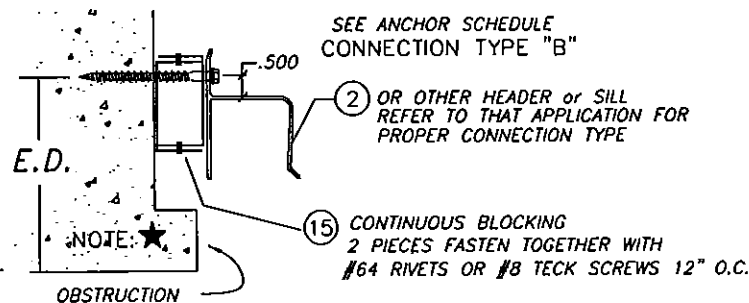 SEE ANCHOR SCHEDULE
CONNECTION TYPE "B"
.500
2 OR OTHER HEADER or SILL
REFER TO THAT APPLICATION FOR
PROPER CONNECTION TYPE
E.D.
15 CONTINUOUS BLOCKING
2 PIECES FASTEN TOGETHER WITH
#64 RIVETS OR #8 TECK SCREWS 12" O.C.
NOTE: ★
OBSTRUCTION